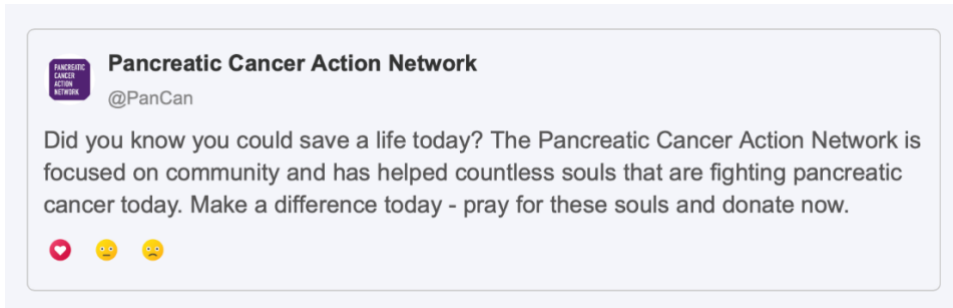 PANCREATIC
CANCER
ACTION
NETWORK
Pancreatic Cancer Action Network
@PanCan
Did you know you could save a life today? The Pancreatic Cancer Action Network is
focused on community and has helped countless souls that are fighting pancreatic
cancer today. Make a difference today - pray for these souls and donate now.